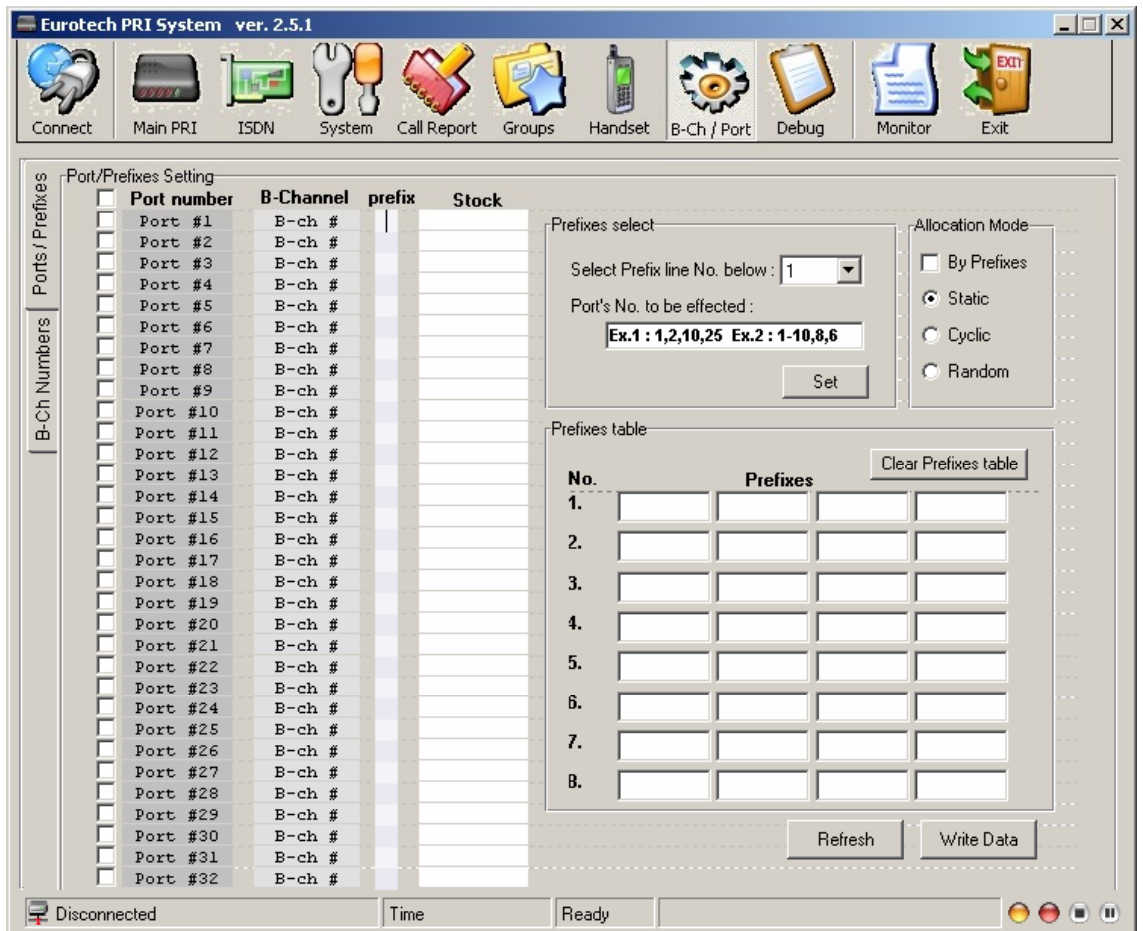 Eurotech PRI System ver. 2.5.1
Connect Main PRI ISDN System Call Report Groups Handset B-Ch / Port Debug Monitor Exit
EXIT
Ports / Prefixes
B-Ch Numbers
Port/Prefixes Setting
Port number B-Channel prefix Stock
Port #1 B-ch #
Port #2 B-ch #
Port #3 B-ch #
Port #4 B-ch #
Port #5 B-ch #
Port #6 B-ch #
Port #7 B-ch #
Port #8 B-ch #
Port #9 B-ch #
Port #10 B-ch #
Port #11 B-ch #
Port #12 B-ch #
Port #13 B-ch #
Port #14 B-ch #
Port #15 B-ch #
Port #16 B-ch #
Port #17 B-ch #
Port #18 B-ch #
Port #19 B-ch #
Port #20 B-ch #
Port #21 B-ch #
Port #22 B-ch #
Port #23 B-ch #
Port #24 B-ch #
Port #25 B-ch #
Port #26 B-ch #
Port #27 B-ch #
Port #28 B-ch #
Port #29 B-ch #
Port #30 B-ch #
Port #31 B-ch #
Port #32 B-ch #
Prefixes select
Select Prefix line No. below : 1
Port's No. to be effected :
Ex.1 : 1,2,10,25 Ex.2 : 1-10,8,6
Set
Allocation Mode
By Prefixes
Static
Cyclic
Random
Prefixes table
Clear Prefixes table
No. Prefixes
1.
2.
3.
4.
5.
6.
7.
8.
Refresh Write Data
Disconnected Time Ready